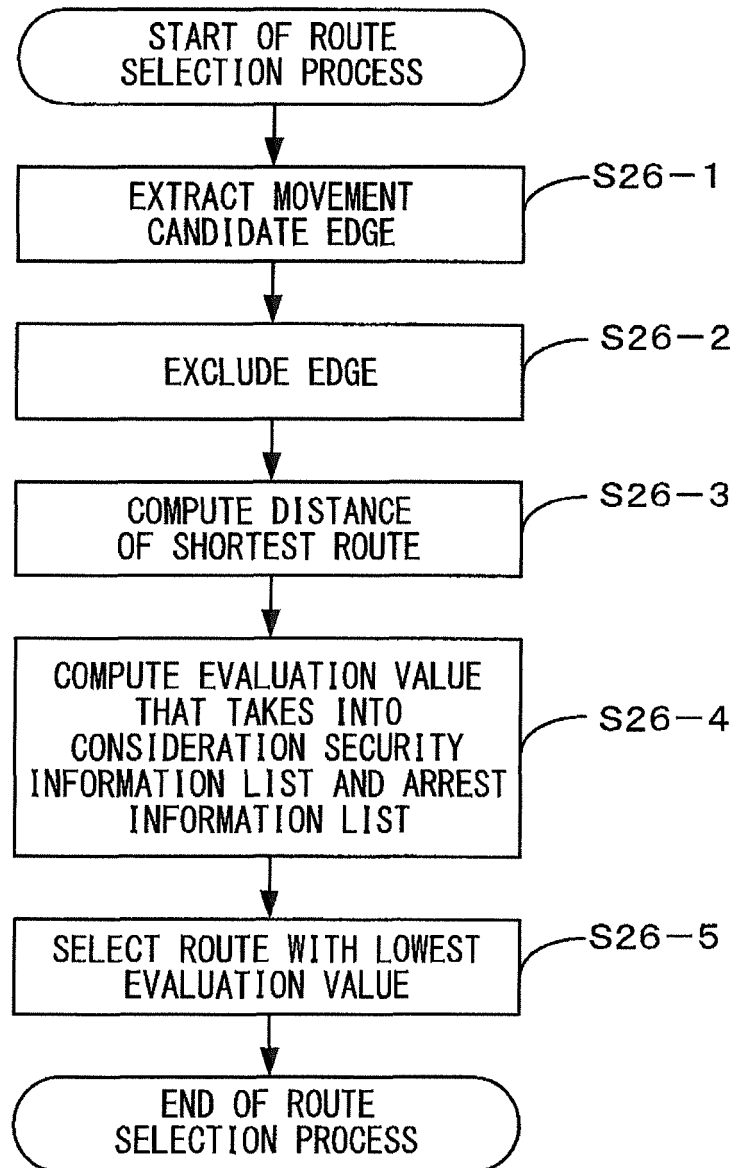 START OF ROUTE
SELECTION PROCESS
EXTRACT MOVEMENT
CANDIDATE EDGE
S26-1
EXCLUDE EDGE
S26-2
COMPUTE DISTANCE
OF SHORTEST ROUTE
S26-3
COMPUTE EVALUATION VALUE
THAT TAKES INTO
CONSIDERATION SECURITY
INFORMATION LIST AND ARREST
INFORMATION LIST
S26-4
SELECT ROUTE WITH LOWEST
EVALUATION VALUE
S26-5
END OF ROUTE
SELECTION PROCESS